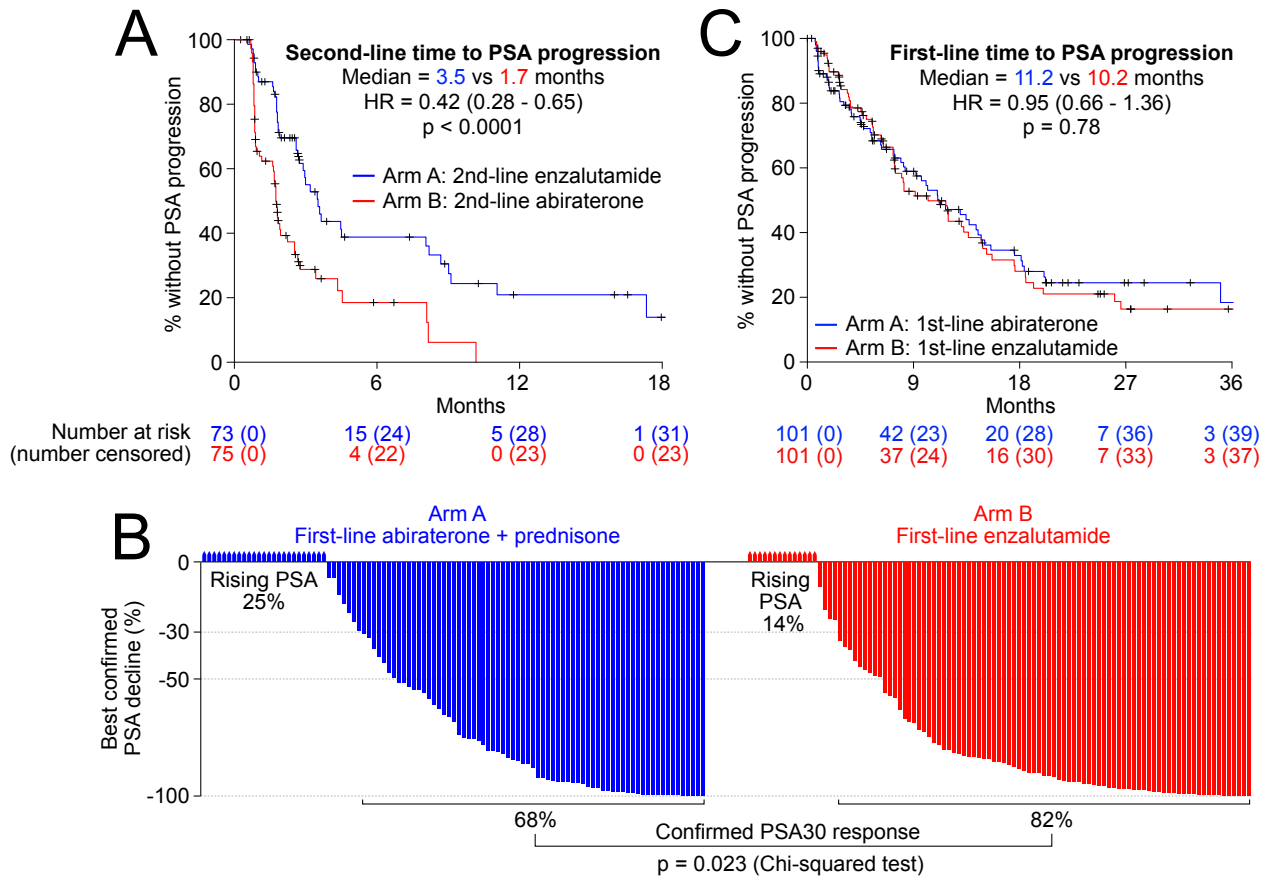 A
Second-line time to PSA progression
Median = 3.5 vs 1.7 months
HR = 0.42 (0.28 - 0.65)
p < 0.0001
Arm A: 2nd-line enzalutamide
Arm B: 2nd-line abiraterone
% without PSA progression
100
80
60
40
20
0
0 6 12 18
Months
Number at risk
(number censored)
73 (0) 15 (24) 5 (28) 1 (31)
75 (0) 4 (22) 0 (23) 0 (23)
C
First-line time to PSA progression
Median = 11.2 vs 10.2 months
HR = 0.95 (0.66 - 1.36)
p = 0.78
Arm A: 1st-line abiraterone
Arm B: 1st-line enzalutamide
% without PSA progression
100
80
60
40
20
0
0 9 18 27 36
Months
101 (0) 42 (23) 20 (28) 7 (36) 3 (39)
101 (0) 37 (24) 16 (30) 7 (33) 3 (37)
B
Arm A
First-line abiraterone + prednisone
Arm B
First-line enzalutamide
Best confirmed
PSA decline (%)
0
-30
-50
-100
Rising PSA
25%
Rising
PSA
14%
68%
82%
Confirmed PSA30 response
p = 0.023 (Chi-squared test)